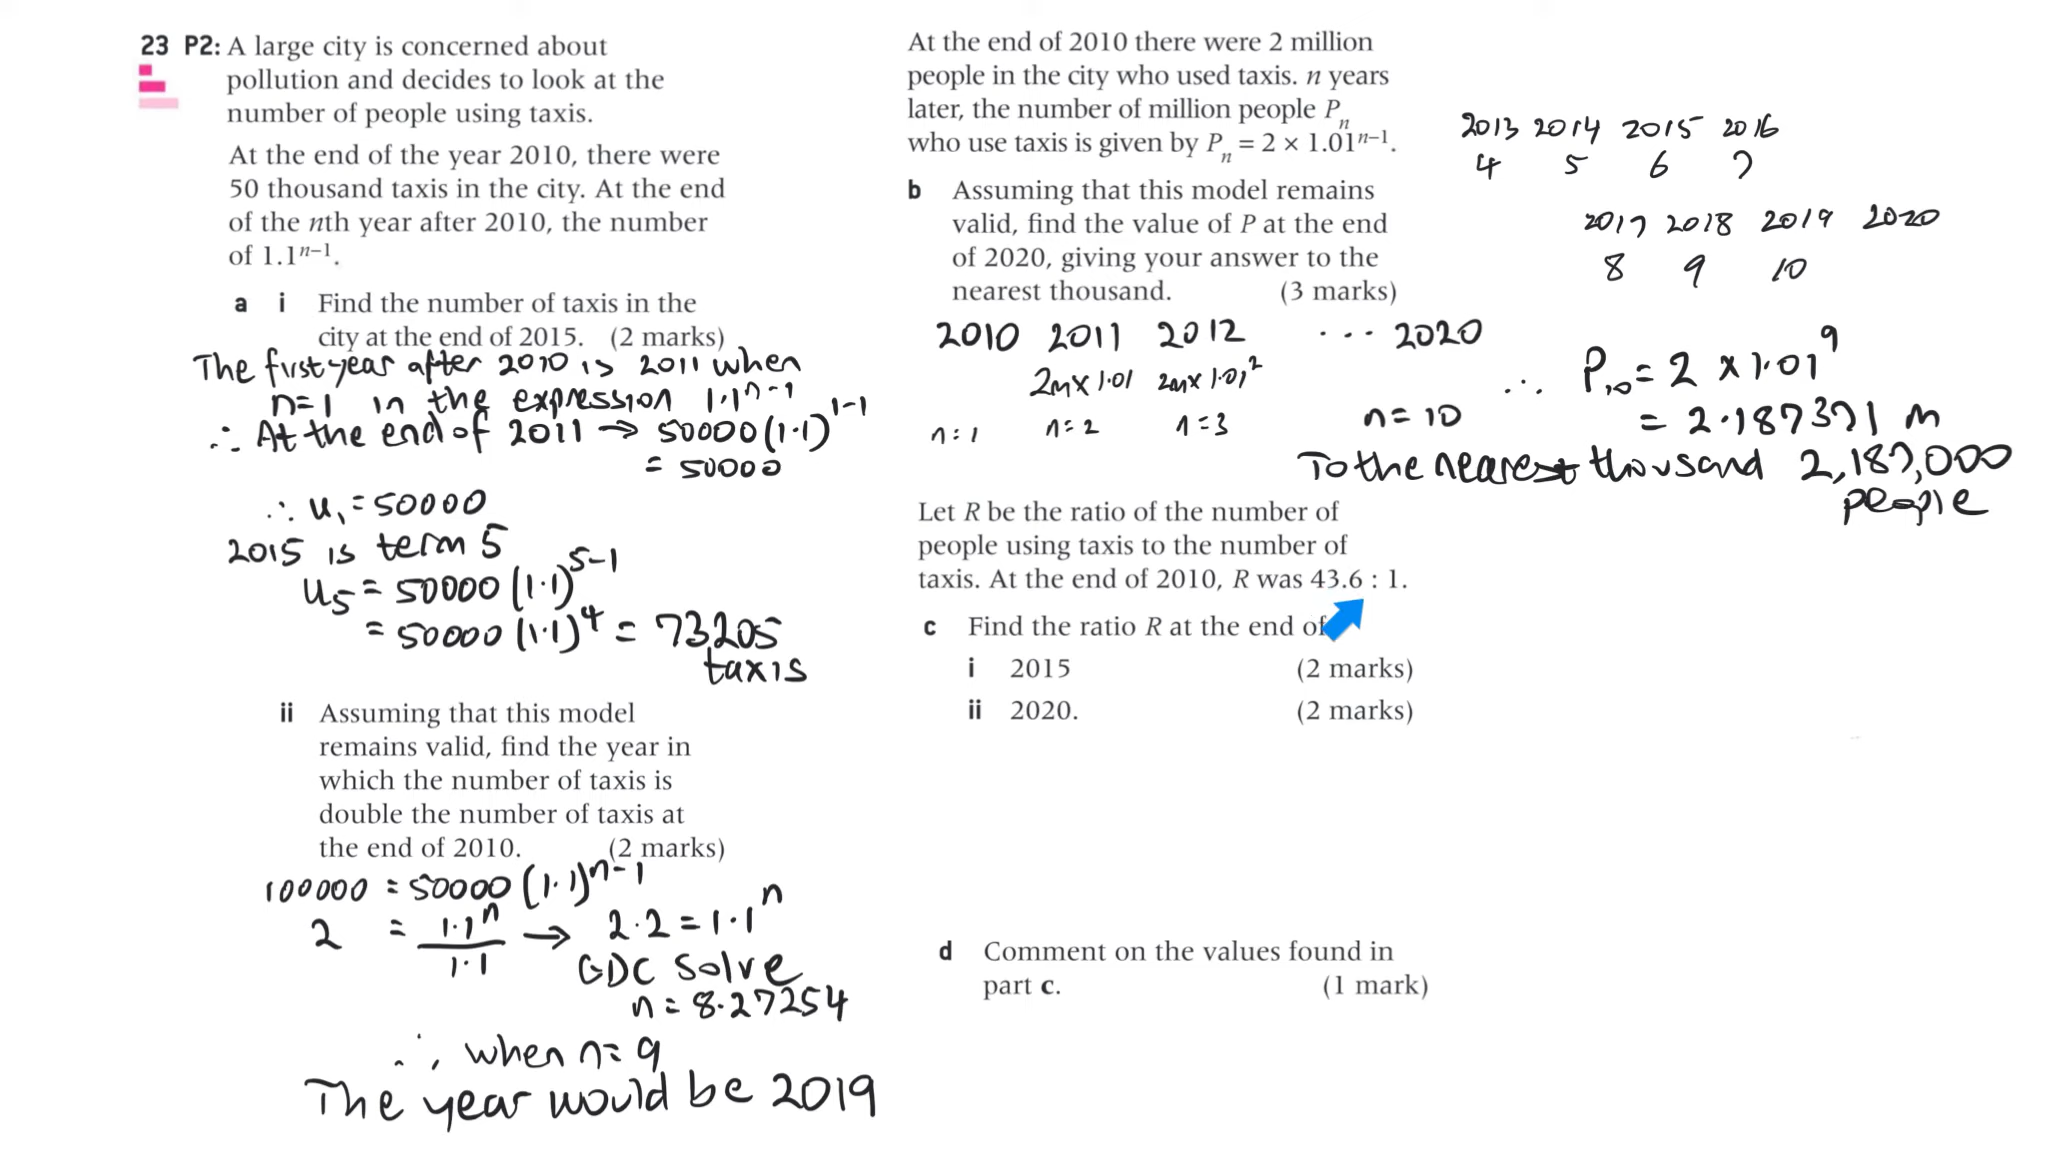 23 P2: A large city is concerned about
pollution and decides to look at the
number of people using taxis.
At the end of the year 2010, there were
50 thousand taxis in the city. At the end
of the nth year after 2010, the number
of 1.1ⁿ⁻¹.
a i Find the number of taxis in the
city at the end of 2015. (2 marks)
The first year after 2010 is 2011 when
n=1 in the expression 1.1ⁿ⁻¹
∴ At the end of 2011 → 50000(1.1)¹⁻¹
= 50000
∴ u₁ = 50000
2015 is term 5
u₅ = 50000(1.1)⁵⁻¹
= 50000(1.1)⁴ = 73205
taxis
ii Assuming that this model
remains valid, find the year in
which the number of taxis is
double the number of taxis at
the end of 2010. (2 marks)
100000 = 50000(1.1)ⁿ⁻¹
2 = 1.1ⁿ / 1.1 → 2.2 = 1.1ⁿ
GDC solve
n = 8.27254
∴ when n = 9
The year would be 2019
At the end of 2010 there were 2 million
people in the city who used taxis. n years
later, the number of million people Pₙ
who use taxis is given by Pₙ = 2 × 1.01ⁿ⁻¹.
b Assuming that this model remains
valid, find the value of P at the end
of 2020, giving your answer to the
nearest thousand. (3 marks)
2013 2014 2015 2016
4 5 6 7
2017 2018 2019 2020
8 9 10
2010 2011 2012 ... 2020
2m×1.01 2m×1.01²
n=1 n=2 n=3 n=10
∴ P₁₀ = 2 × 1.01⁹
= 2.187371 m
To the nearest thousand 2,187,000
people
Let R be the ratio of the number of
people using taxis to the number of
taxis. At the end of 2010, R was 43.6 : 1.
c Find the ratio R at the end of
i 2015 (2 marks)
ii 2020. (2 marks)
d Comment on the values found in
part c. (1 mark)